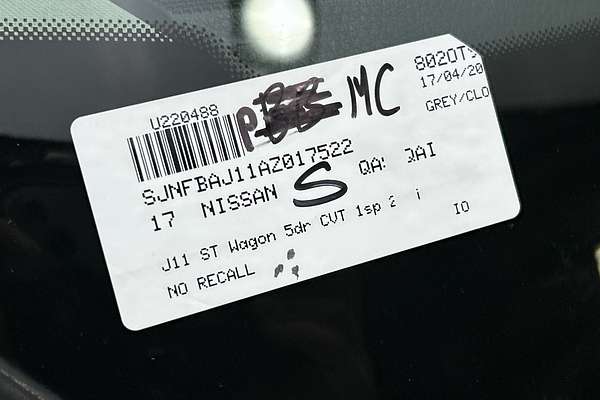 U220488
802OT9
17/04/20
GREY/CLO
P MC
SJNFBAJ11AZ017522
17 NISSAN S QA QAI
J11 ST Wagon 5dr CVT 1sp 2 i
NO RECALL IO